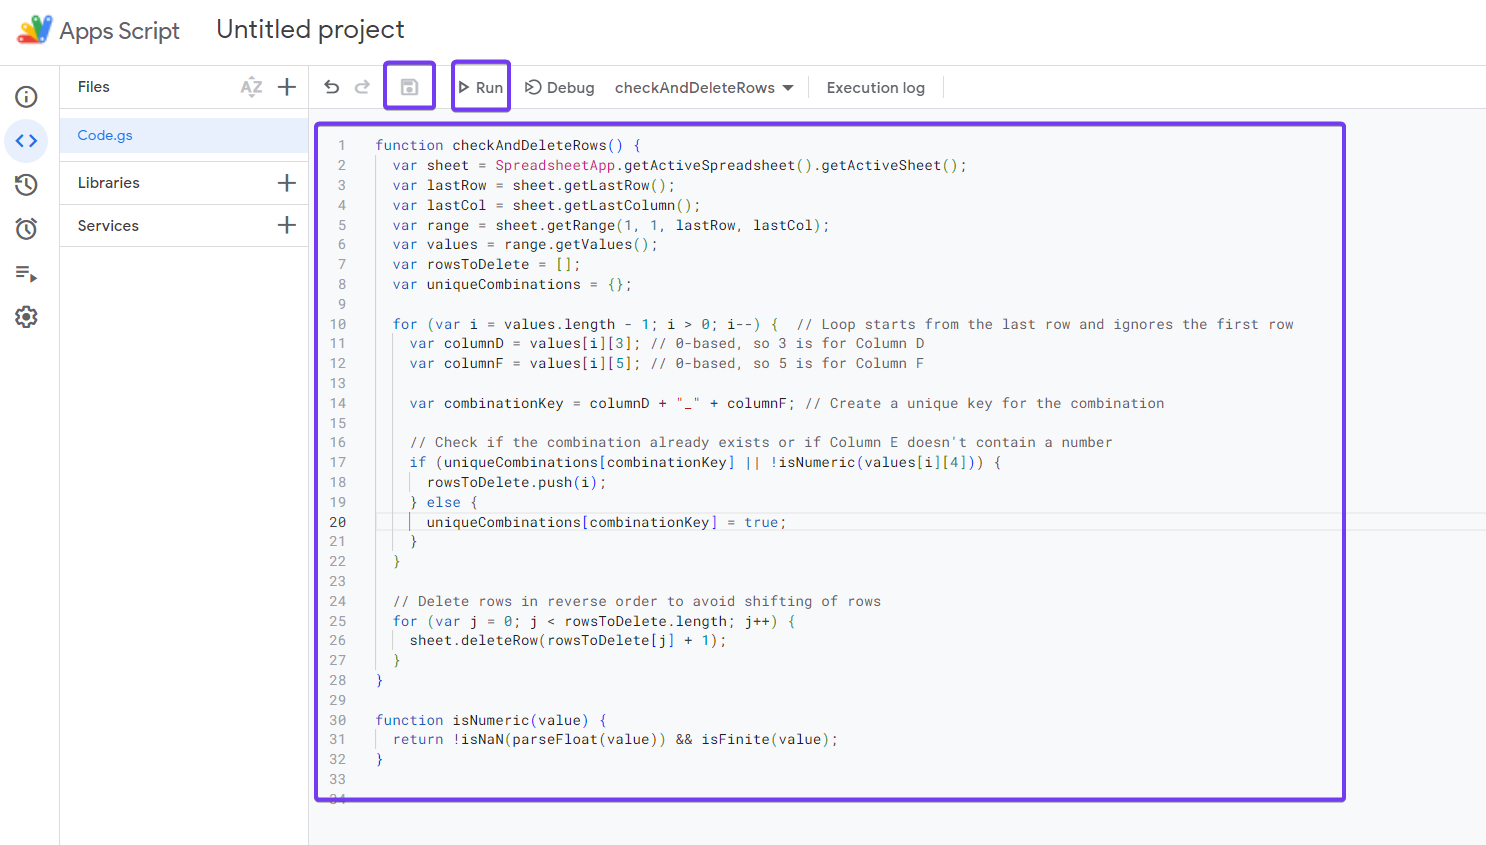 Apps Script Untitled project
Files AZ
Run Debug checkAndDeleteRows Execution log
Code.gs
Libraries
Services
1 function checkAndDeleteRows() {
2 var sheet = SpreadsheetApp.getActiveSpreadsheet().getActiveSheet();
3 var lastRow = sheet.getLastRow();
4 var lastCol = sheet.getLastColumn();
5 var range = sheet.getRange(1, 1, lastRow, lastCol);
6 var values = range.getValues();
7 var rowsToDelete = [];
8 var uniqueCombinations = {};
9
10 for (var i = values.length - 1; i > 0; i--) { // Loop starts from the last row and ignores the first row
11 var columnD = values[i][3]; // 0-based, so 3 is for Column D
12 var columnF = values[i][5]; // 0-based, so 5 is for Column F
13
14 var combinationKey = columnD + "_" + columnF; // Create a unique key for the combination
15
16 // Check if the combination already exists or if Column E doesn't contain a number
17 if (uniqueCombinations[combinationKey] || !isNumeric(values[i][4])) {
18 rowsToDelete.push(i);
19 } else {
20 uniqueCombinations[combinationKey] = true;
21 }
22 }
23
24 // Delete rows in reverse order to avoid shifting of rows
25 for (var j = 0; j < rowsToDelete.length; j++) {
26 sheet.deleteRow(rowsToDelete[j] + 1);
27 }
28 }
29
30 function isNumeric(value) {
31 return !isNaN(parseFloat(value)) && isFinite(value);
32 }
33
34